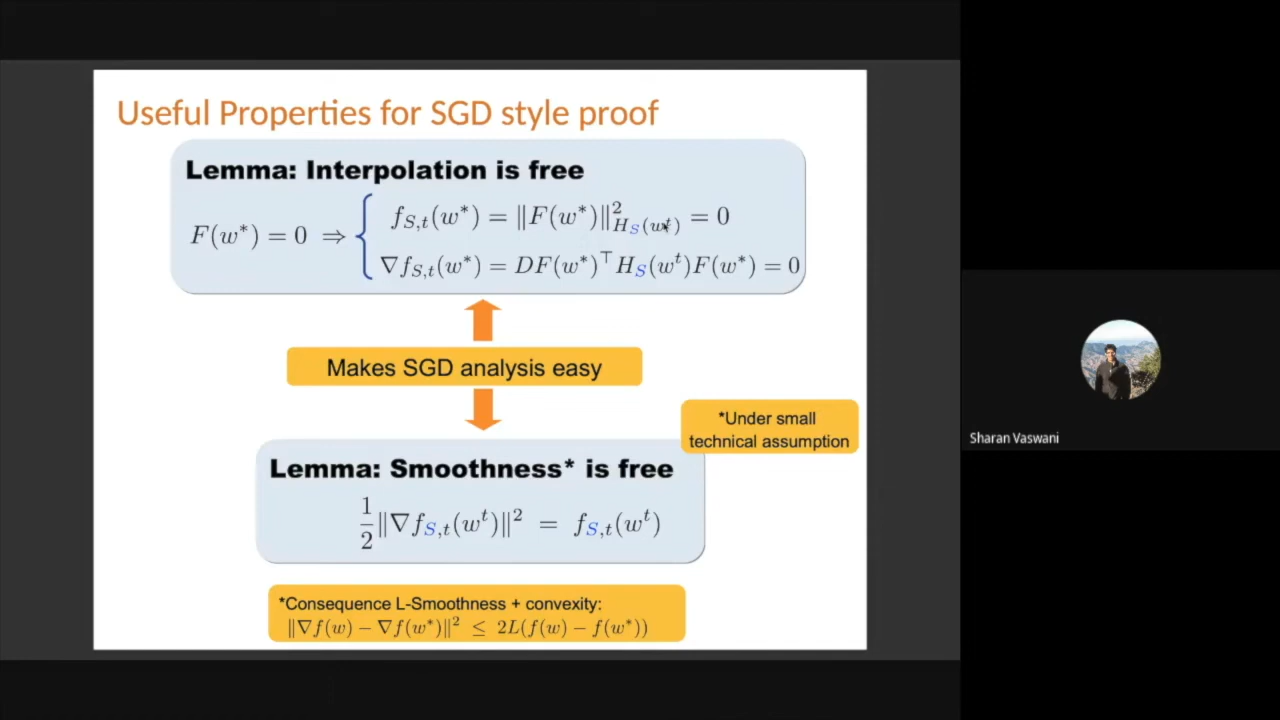 Useful Properties for SGD style proof
Lemma: Interpolation is free
F(w*) = 0 ⇒ { f_{S,t}(w*) = ‖F(w*)‖²_{H_S(w^t)} = 0
∇f_{S,t}(w*) = DF(w*)^⊤ H_S(w^t)F(w*) = 0
Makes SGD analysis easy
*Under small
technical assumption
Lemma: Smoothness* is free
1/2 ‖∇f_{S,t}(w^t)‖² = f_{S,t}(w^t)
*Consequence L-Smoothness + convexity:
‖∇f(w) − ∇f(w*)‖² ≤ 2L(f(w) − f(w*))
Sharan Vaswani